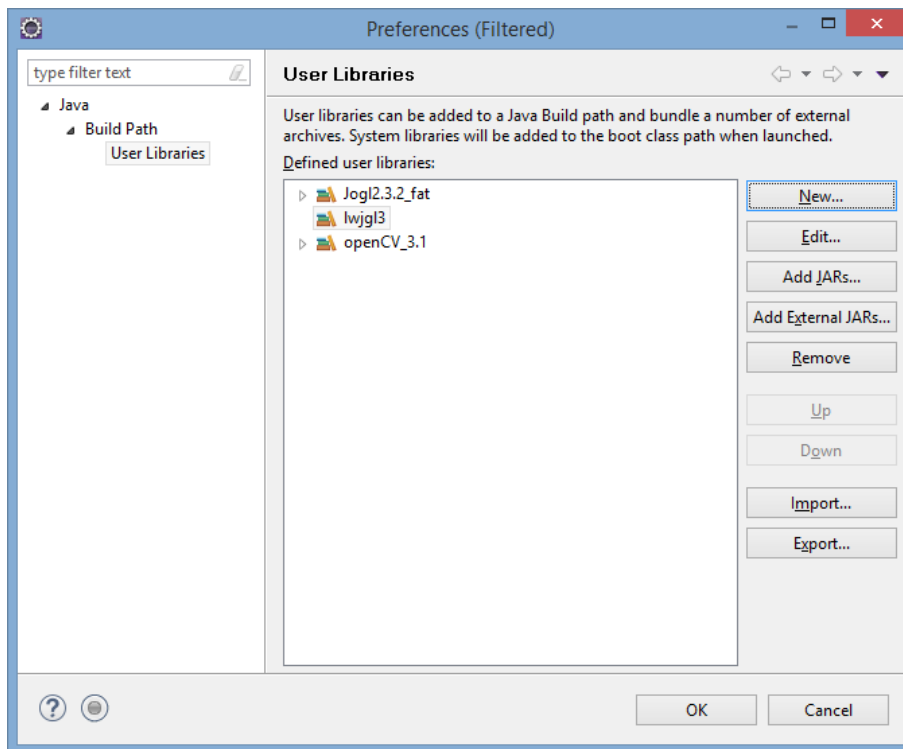 Preferences (Filtered)
type filter text
Java
Build Path
User Libraries
User Libraries
User libraries can be added to a Java Build path and bundle a number of external
archives. System libraries will be added to the boot class path when launched.
Defined user libraries:
Jogl2.3.2_fat
lwjgl3
openCV_3.1
New...
Edit...
Add JARs...
Add External JARs...
Remove
Up
Down
Import...
Export...
?
OK
Cancel